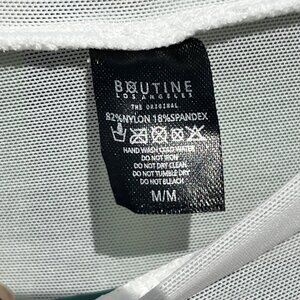 BOUTINE
LOS ANGELES
THE ORIGINAL
82%NYLON 18%SPANDEX
HAND WASH COLD WATER
DO NOT IRON
DO NOT DRY CLEAN
DO NOT TUMBLE DRY
DO NOT BLEACH
M/M